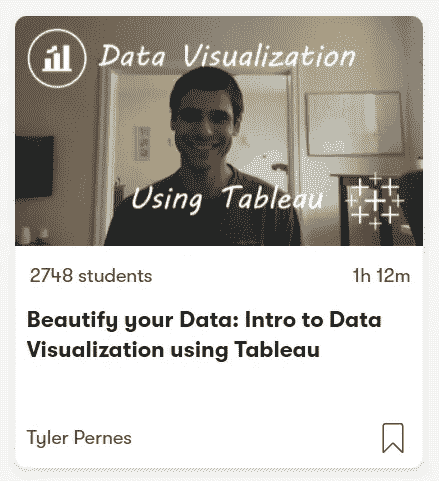 Data Visualization
Using Tableau
2748 students
1h 12m
Beautify your Data: Intro to Data
Visualization using Tableau
Tyler Pernes